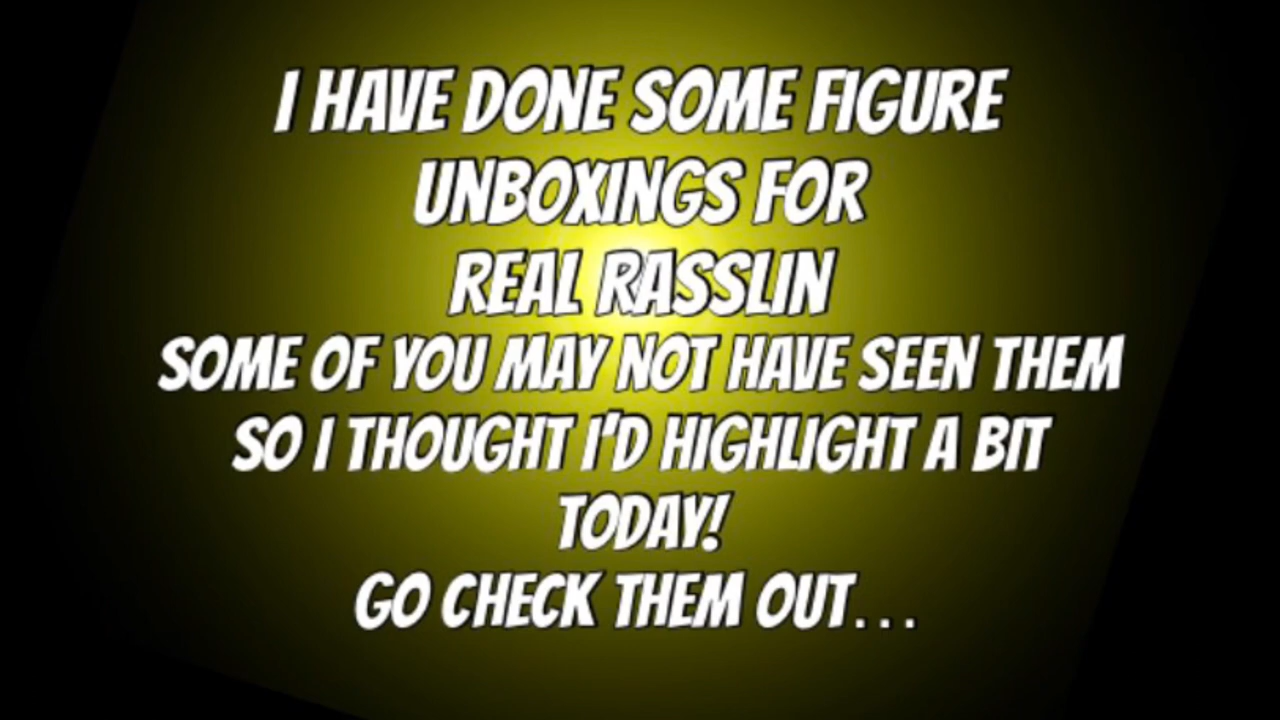 I HAVE DONE SOME FIGURE
UNBOXINGS FOR
REAL RASSLIN
SOME OF YOU MAY NOT HAVE SEEN THEM
SO I THOUGHT I'D HIGHLIGHT A BIT
TODAY!
GO CHECK THEM OUT...